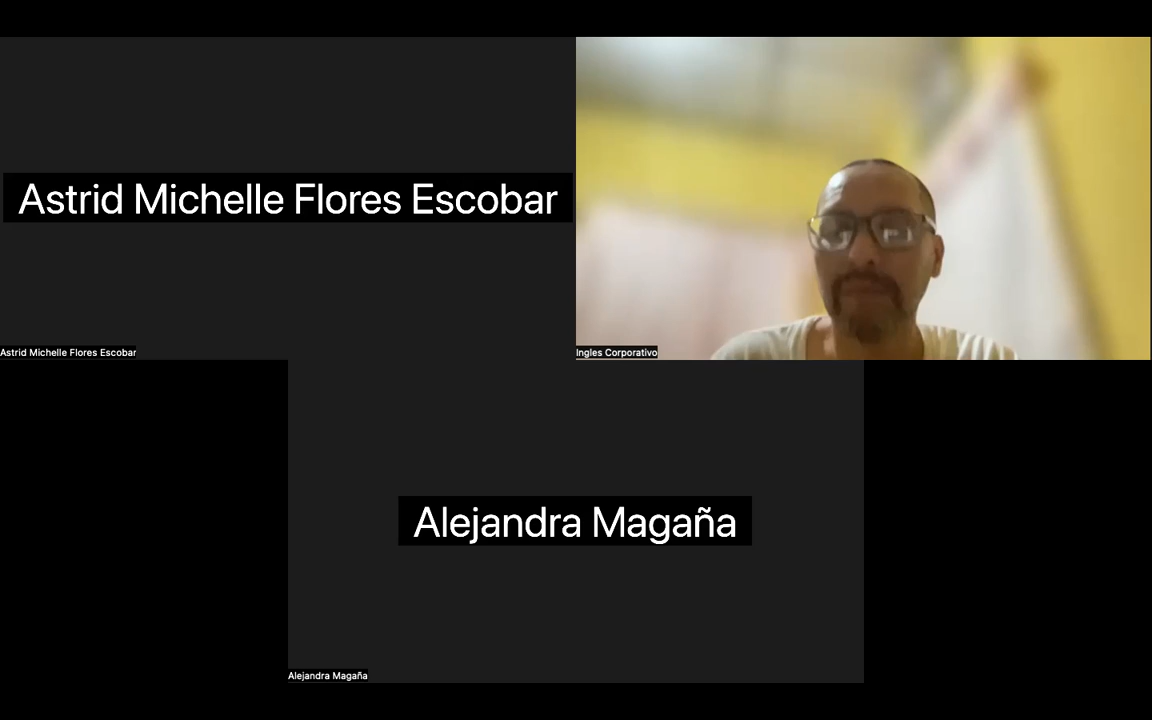 Astrid Michelle Flores Escobar
Astrid Michelle Flores Escobar
Ingles Corporativo
Alejandra Magaña
Alejandra Magaña